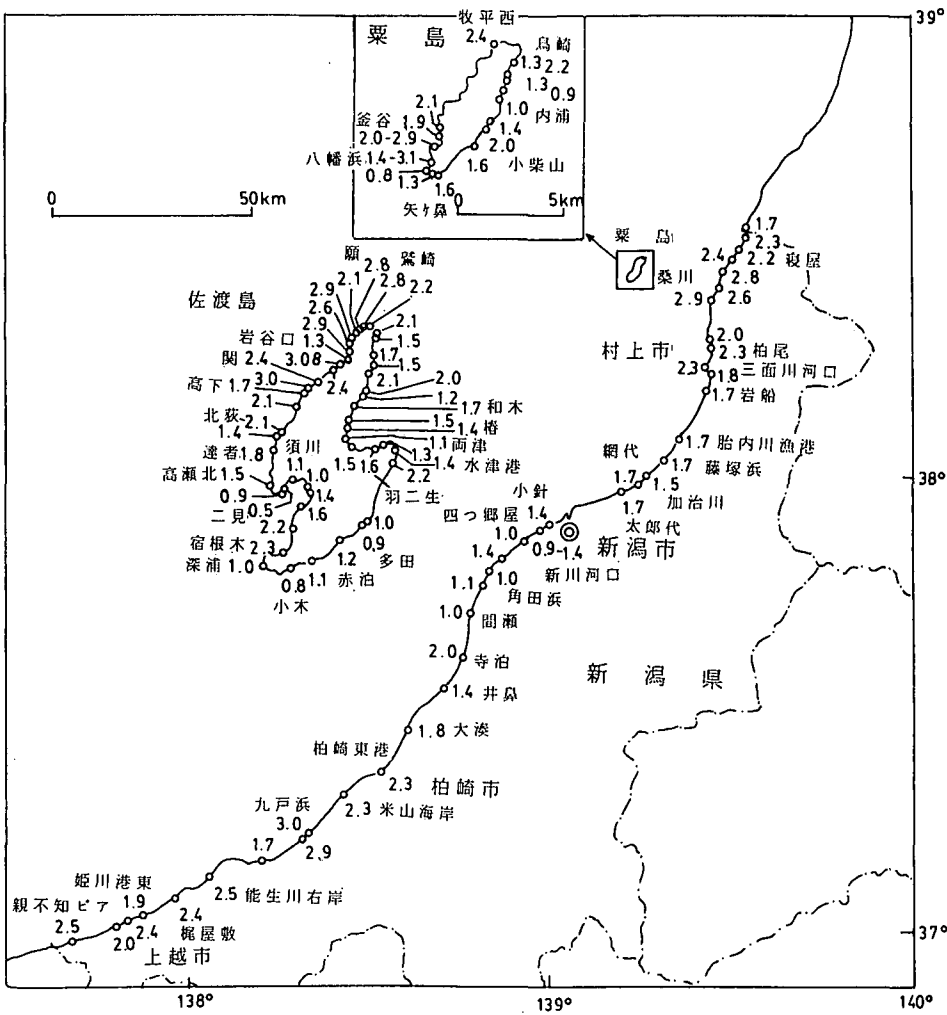 牧平西
粟島
2.4
鳥崎
1.3 2.2
1.3
0.9
1.0
内浦
2.1
釜谷
1.9
1.4
2.0-2.9
2.0
八幡浜 1.4-3.1
小柴山
0.8
1.6
1.3
1.6
矢ヶ鼻
0 5km
0 50km
39°
粟島
1.7
2.3
寝屋
2.2
2.4
桑川
2.8
2.6
2.9
願
鷲崎
2.8
2.1
2.8
2.2
2.9
2.6
佐渡島
2.9
岩谷口
1.3
2.1
1.5
関 2.4
3.08
1.7
1.5
2.4
2.1
高下 1.7
3.0
2.0
2.1
1.2
1.7 和木
北荻
2.1
1.5
1.4
1.4 椿
達者 1.8
須川
1.1 両津
1.3
1.5
1.6
1.4 水津港
2.2
高瀬北 1.5
1.1
1.0
0.9
0.5
1.4
二見
1.6
羽二生
2.2
1.0
宿根木
2.3
0.9
多田
深浦 1.0
1.2
0.8
1.1 赤泊
小木
2.0
村上市
2.3 柏尾
2.3
三面川河口
1.8
1.7 岩船
1.7 胎内川漁港
網代
1.7 藤塚浜
38°
1.7
1.5 加治川
1.7
太郎代
小針
1.4
四つ郷屋
1.0
新潟市
0.9-1.4
1.4
新川河口
1.0
1.1
角田浜
1.0
間瀬
2.0
寺泊
新潟県
1.4 井鼻
1.8 大湊
柏崎東港
2.3
柏崎市
2.3 米山海岸
九戸浜
3.0
2.9
1.7
姫川港東
2.5 能生川右岸
親不知ピア
1.9
2.4
2.5
2.0
2.4
梶屋敷
上越市
37°
138° 139° 140°